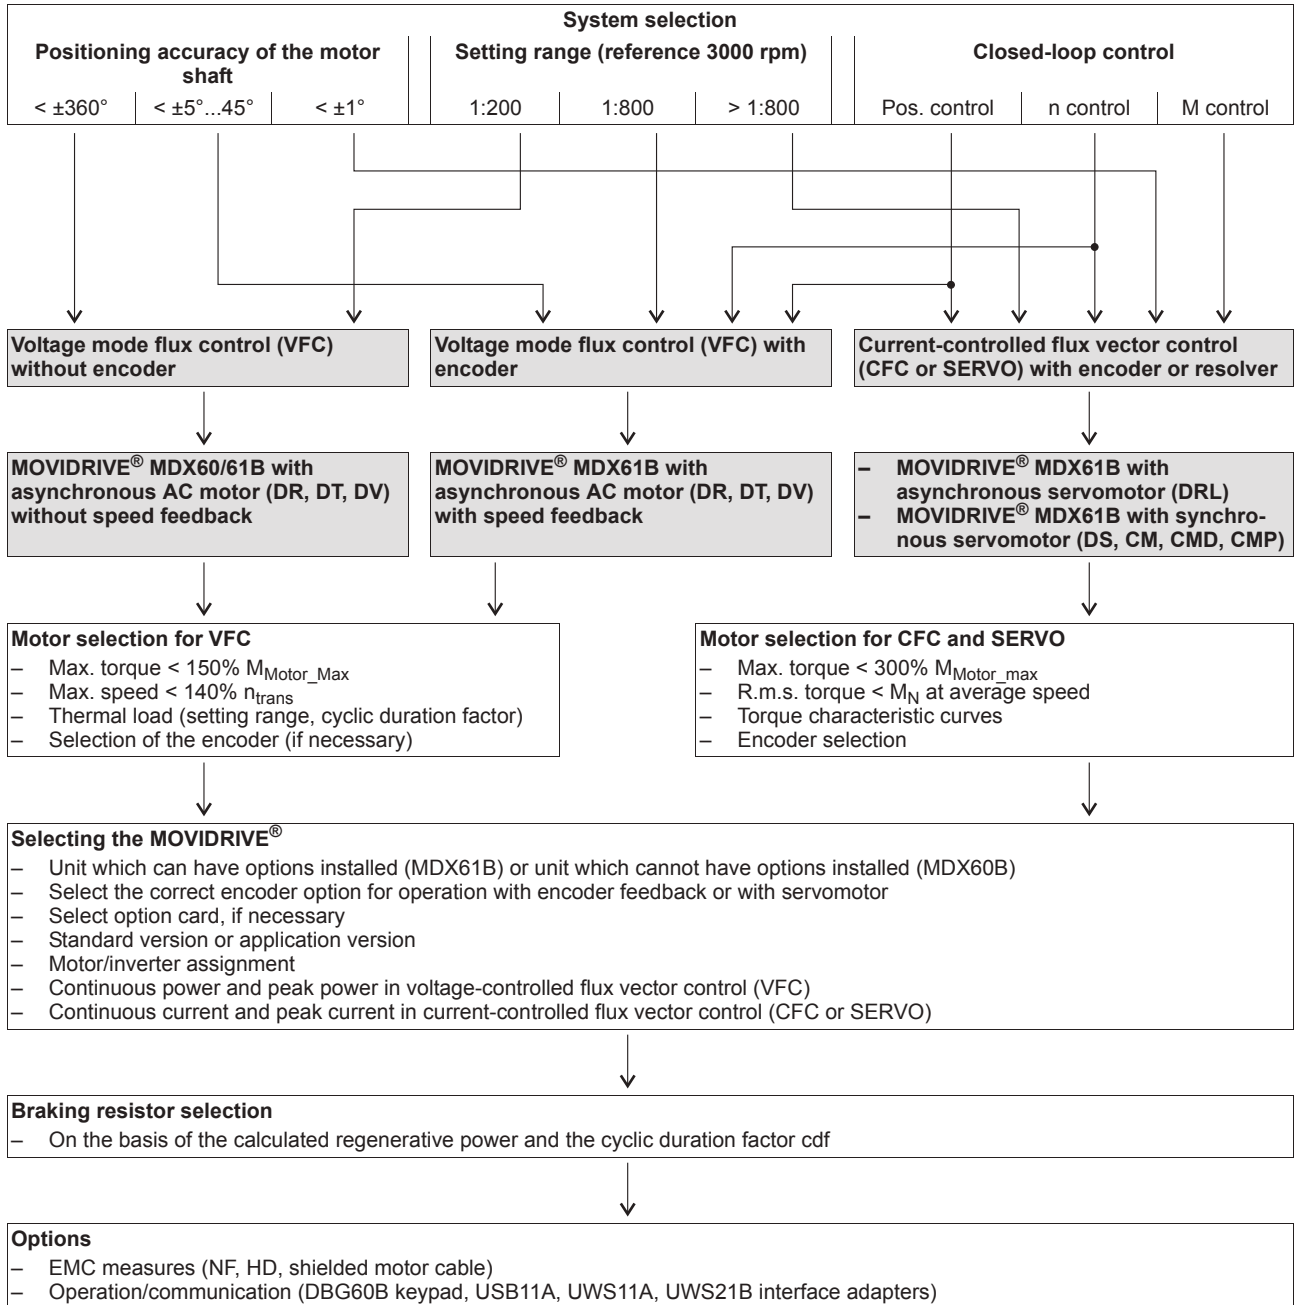 System selection
Positioning accuracy of the motor shaft
Setting range (reference 3000 rpm)
Closed-loop control
< ±360°
< ±5°...45°
< ±1°
1:200
1:800
> 1:800
Pos. control
n control
M control
Voltage mode flux control (VFC)
without encoder
Voltage mode flux control (VFC) with
encoder
Current-controlled flux vector control
(CFC or SERVO) with encoder or resolver
MOVIDRIVE® MDX60/61B with
asynchronous AC motor (DR, DT, DV)
without speed feedback
MOVIDRIVE® MDX61B with
asynchronous AC motor (DR, DT, DV)
with speed feedback
– MOVIDRIVE® MDX61B with
asynchronous servomotor (DRL)
– MOVIDRIVE® MDX61B with synchro-
nous servomotor (DS, CM, CMD, CMP)
Motor selection for VFC
– Max. torque < 150% M_Motor_Max
– Max. speed < 140% n_trans
– Thermal load (setting range, cyclic duration factor)
– Selection of the encoder (if necessary)
Motor selection for CFC and SERVO
– Max. torque < 300% M_Motor_max
– R.m.s. torque < M_N at average speed
– Torque characteristic curves
– Encoder selection
Selecting the MOVIDRIVE®
– Unit which can have options installed (MDX61B) or unit which cannot have options installed (MDX60B)
– Select the correct encoder option for operation with encoder feedback or with servomotor
– Select option card, if necessary
– Standard version or application version
– Motor/inverter assignment
– Continuous power and peak power in voltage-controlled flux vector control (VFC)
– Continuous current and peak current in current-controlled flux vector control (CFC or SERVO)
Braking resistor selection
– On the basis of the calculated regenerative power and the cyclic duration factor cdf
Options
– EMC measures (NF, HD, shielded motor cable)
– Operation/communication (DBG60B keypad, USB11A, UWS11A, UWS21B interface adapters)